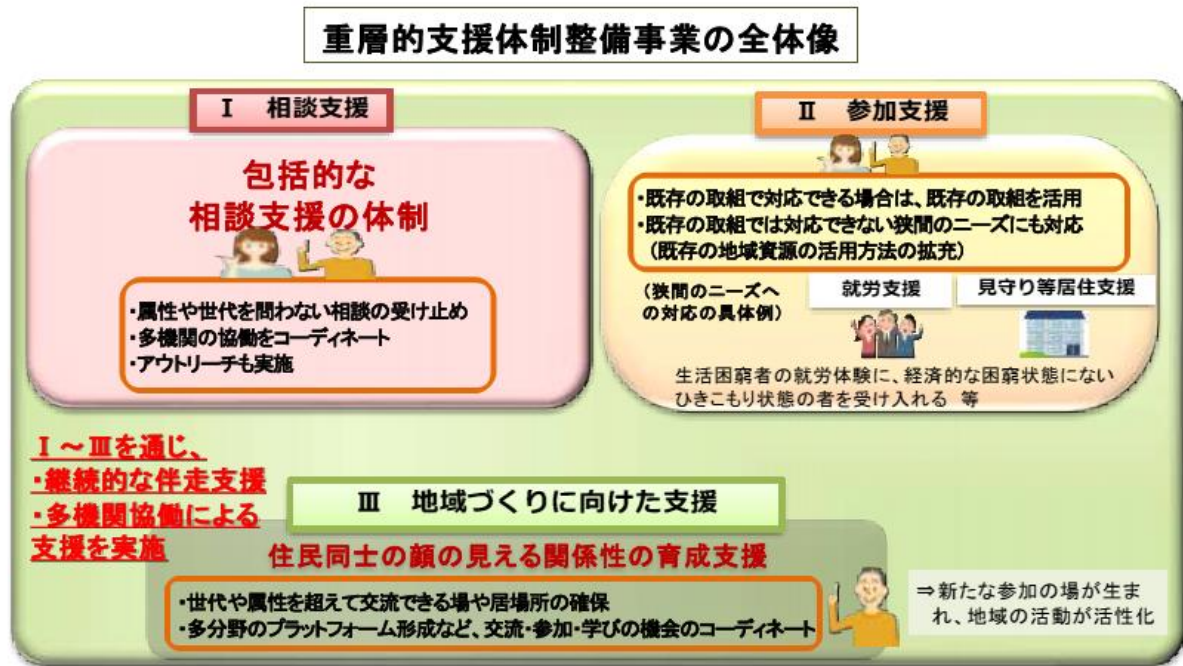 重層的支援体制整備事業の全体像
Ⅰ 相談支援
包括的な
相談支援の体制
・属性や世代を問わない相談の受け止め
・多機関の協働をコーディネート
・アウトリーチも実施
Ⅱ 参加支援
・既存の取組で対応できる場合は、既存の取組を活用
・既存の取組では対応できない狭間のニーズにも対応
(既存の地域資源の活用方法の拡充)
(狭間のニーズへ
の対応の具体例)
就労支援
見守り等居住支援
生活困窮者の就労体験に、経済的な困窮状態にない
ひきこもり状態の者を受け入れる 等
Ⅰ～Ⅲを通じ、
・継続的な伴走支援
・多機関協働による
支援を実施
Ⅲ 地域づくりに向けた支援
住民同士の顔の見える関係性の育成支援
・世代や属性を超えて交流できる場や居場所の確保
・多分野のプラットフォーム形成など、交流・参加・学びの機会のコーディネート
⇒新たな参加の場が生ま
れ、地域の活動が活性化